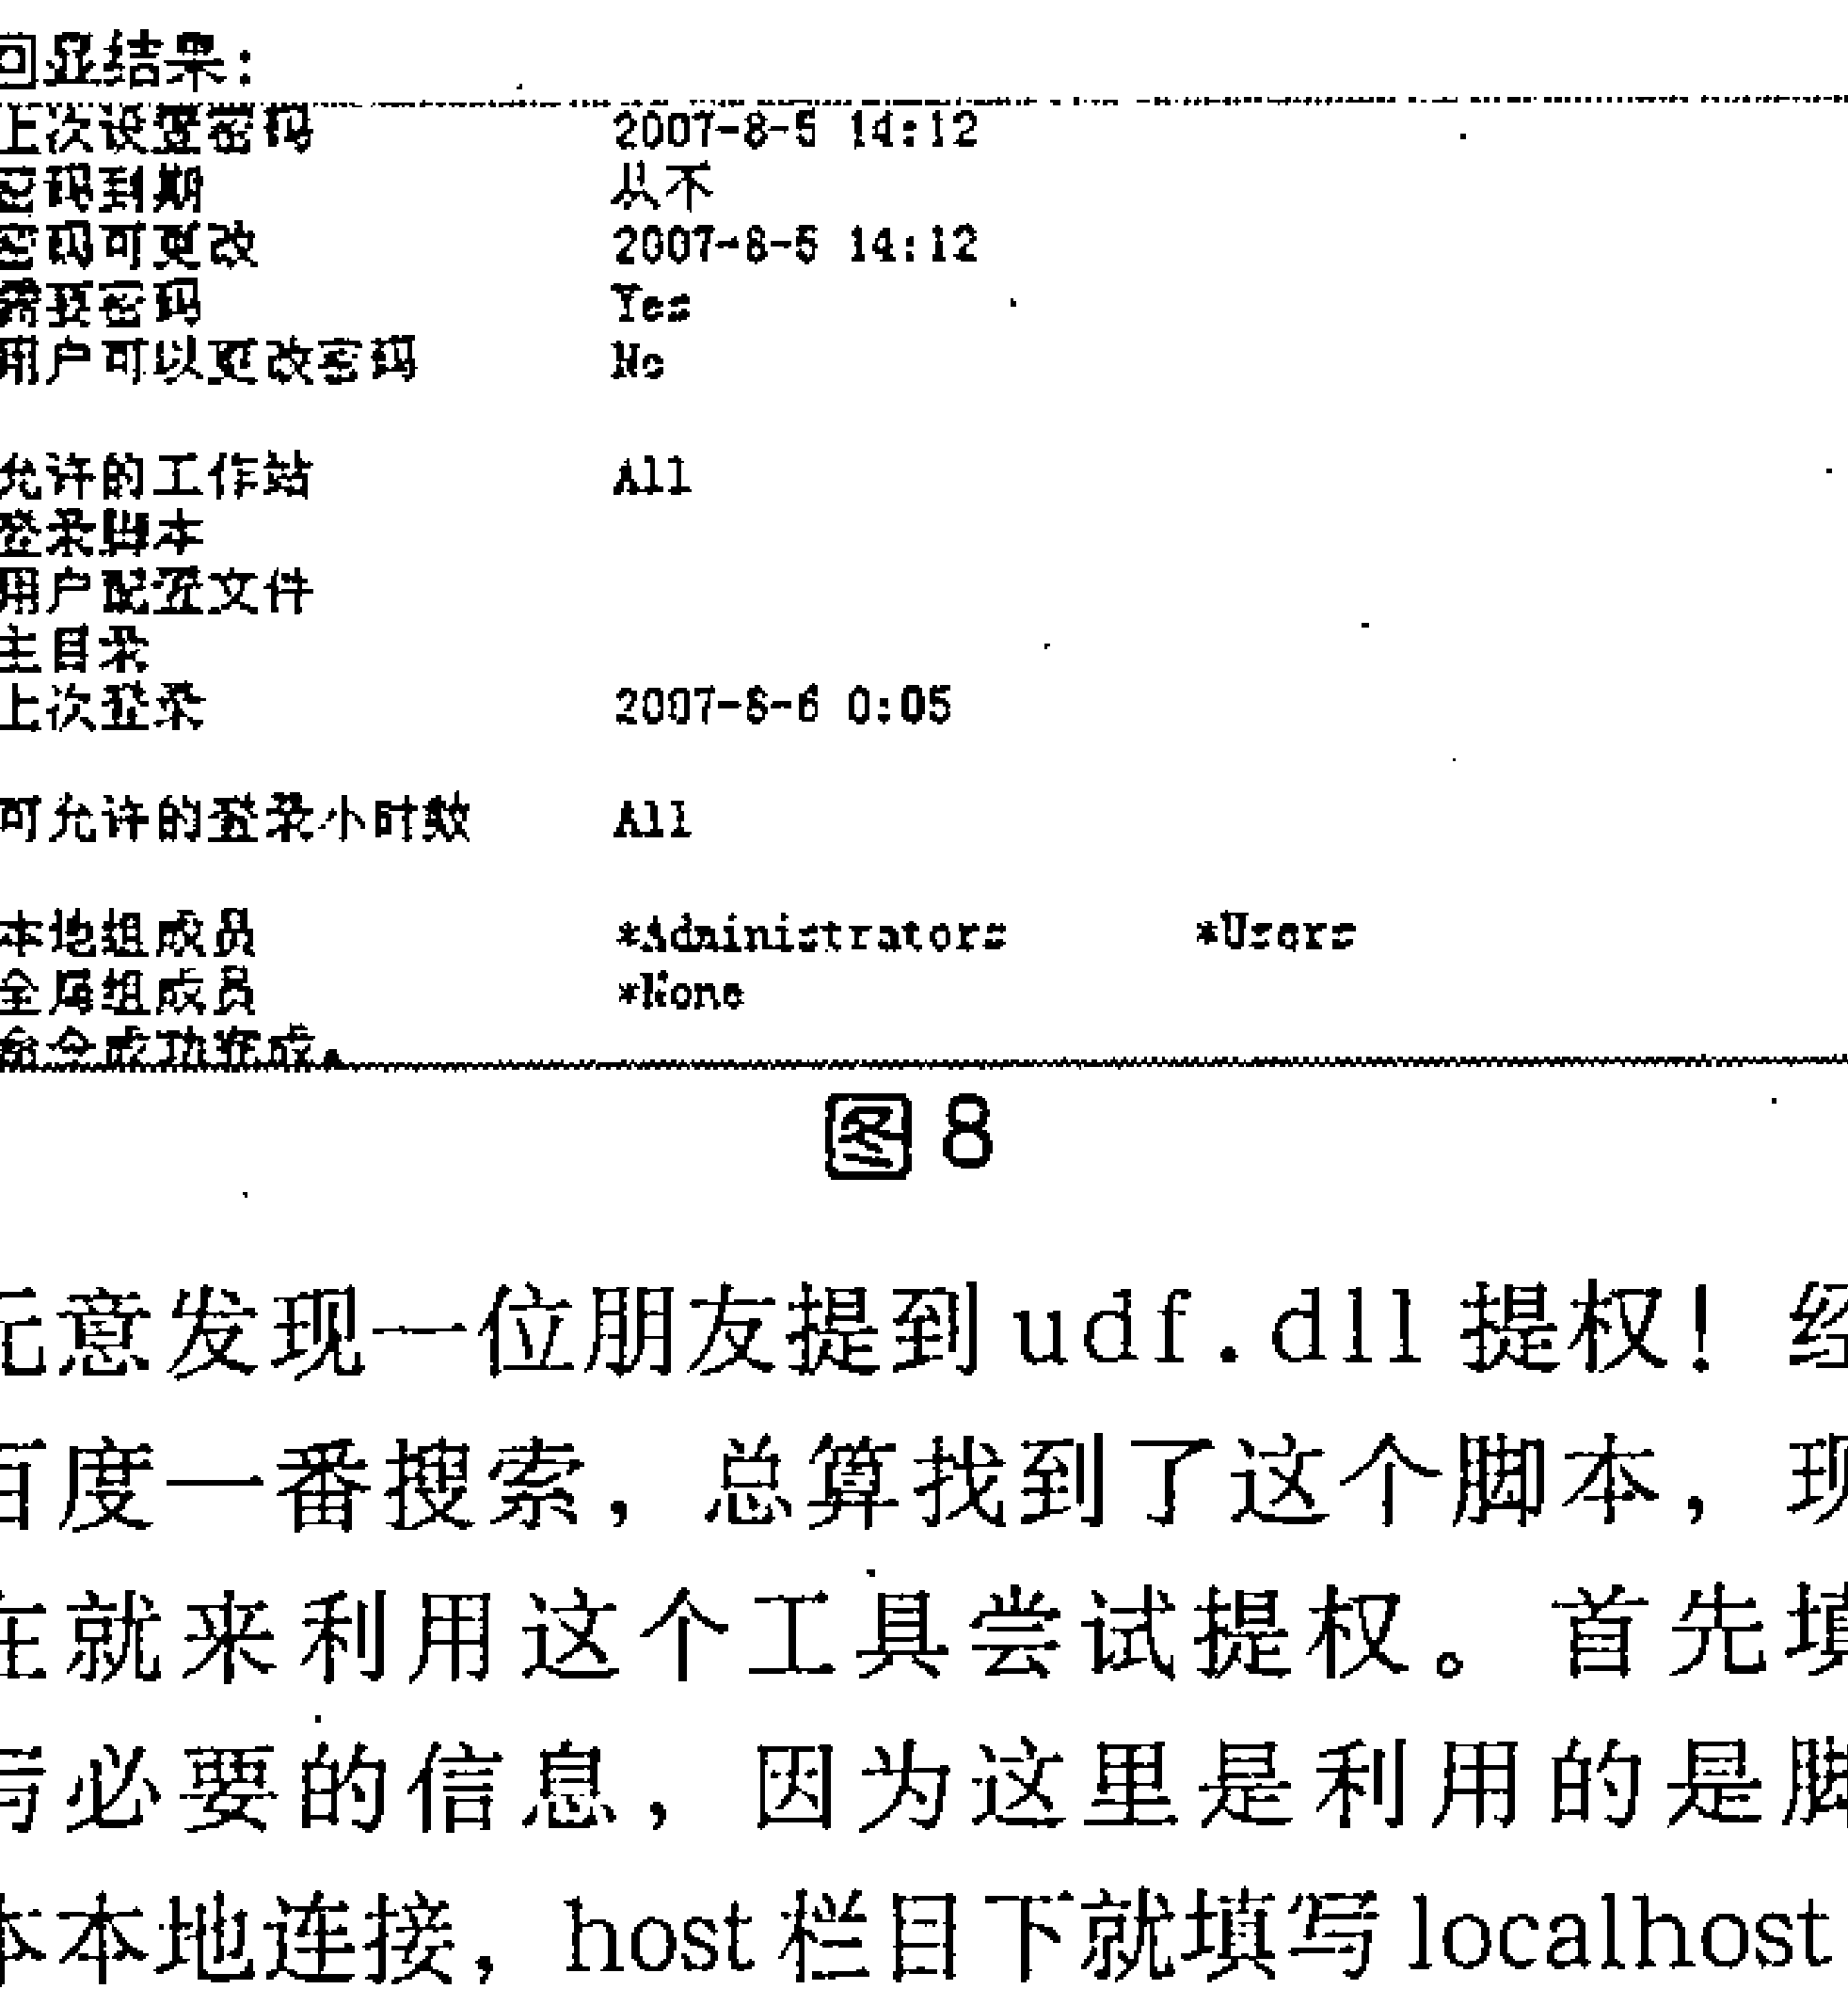 回显结果:
上次设置密码 2007-8-5 14:12
密码到期 从不
密码可更改 2007-8-5 14:12
需要密码 Yes
用户可以更改密码 No
允许的工作站 All
登录脚本
用户配置文件
主目录
上次登录 2007-8-6 0:05
可允许的登录小时数 All
本地组成员 *Administrators *Users
全局组成员 *None
命令成功完成。
图8
无意发现一位朋友提到udf.dll提权！经
百度一番搜索，总算找到了这个脚本，现
在就来利用这个工具尝试提权。首先填
写必要的信息，因为这里是利用的是脚
本本地连接，host栏目下就填写localhost